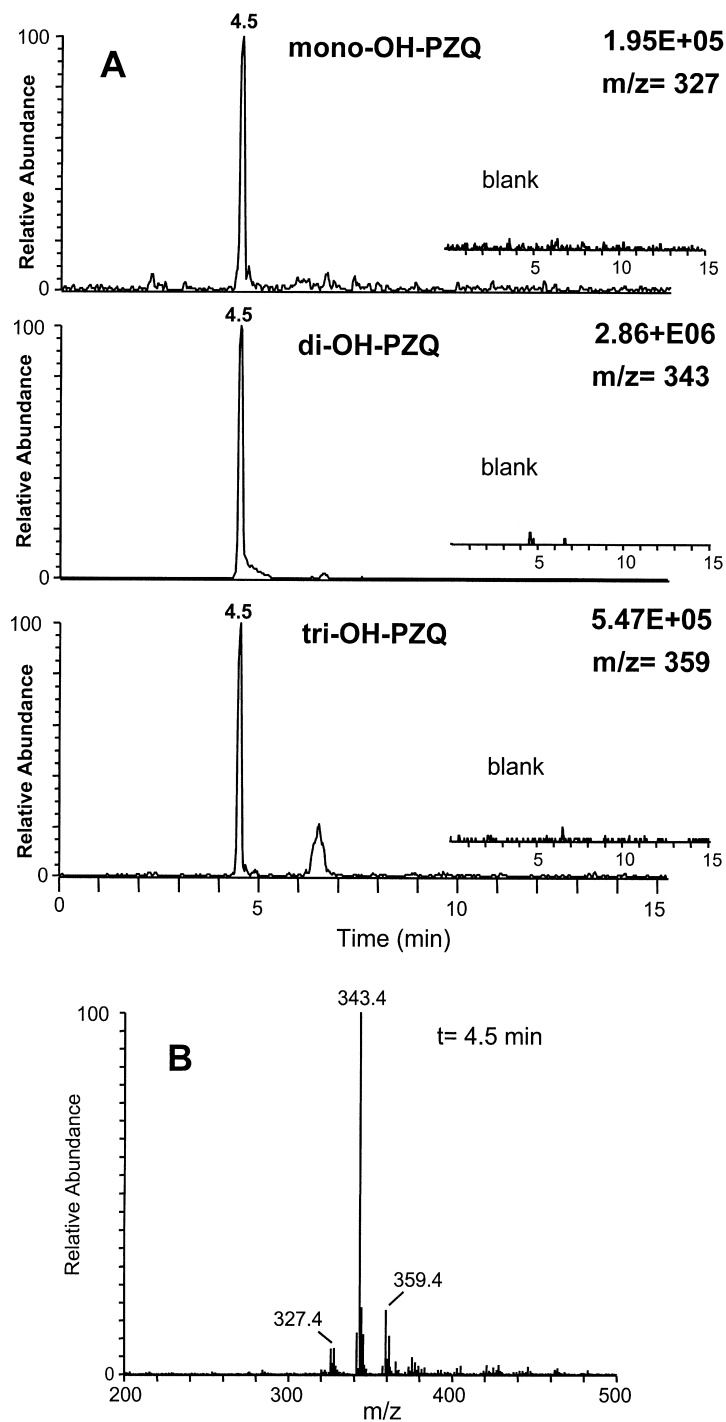 4.5
100
A
mono-OH-PZQ
1.95E+05
m/z= 327
Relative Abundance
blank
5
10
15
0
4.5
100
di-OH-PZQ
2.86+E06
m/z= 343
Relative Abundance
blank
5
10
15
0
4.5
100
tri-OH-PZQ
5.47E+05
m/z= 359
Relative Abundance
blank
5
10
15
0
0
5
10
15
Time (min)
343.4
100
t= 4.5 min
B
Relative Abundance
359.4
327.4
0
200
300
400
500
m/z